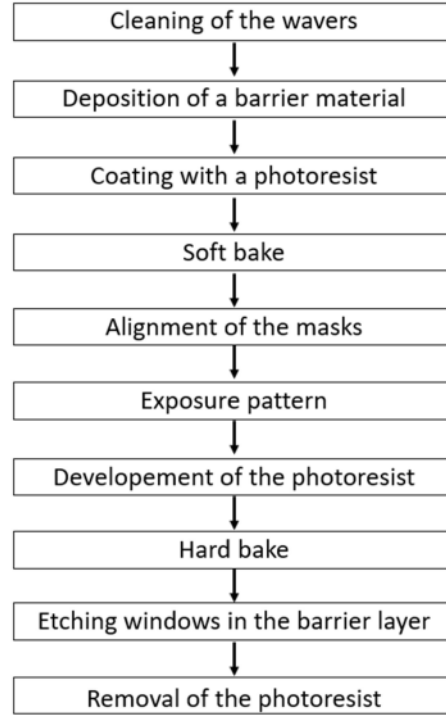 Cleaning of the wavers
Deposition of a barrier material
Coating with a photoresist
Soft bake
Alignment of the masks
Exposure pattern
Developement of the photoresist
Hard bake
Etching windows in the barrier layer
Removal of the photoresist